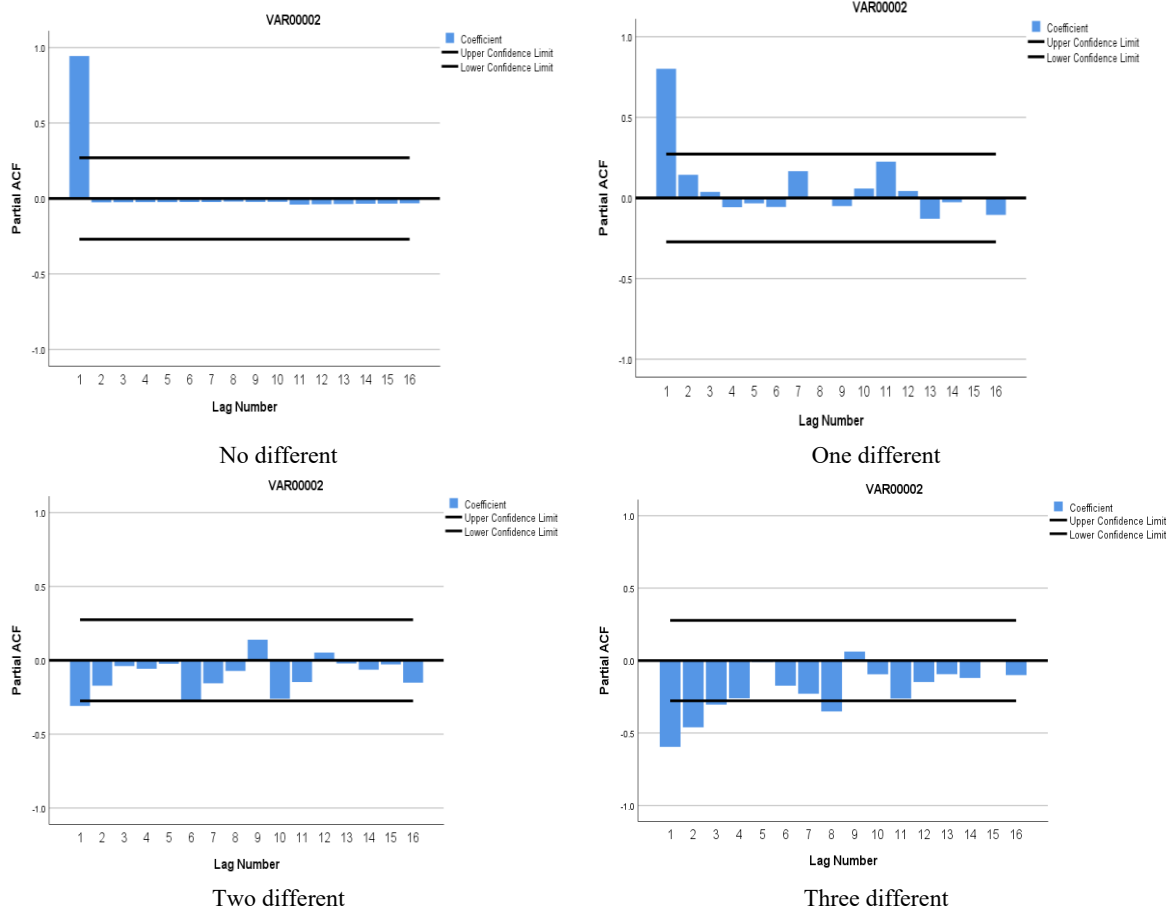 VAR00002
Coefficient
Upper Confidence Limit
Lower Confidence Limit
1.0
0.5
0.0
-0.5
-1.0
Partial ACF
1 2 3 4 5 6 7 8 9 10 11 12 13 14 15 16
Lag Number
No different
VAR00002
Coefficient
Upper Confidence Limit
Lower Confidence Limit
1.0
0.5
0.0
-0.5
-1.0
Partial ACF
1 2 3 4 5 6 7 8 9 10 11 12 13 14 15 16
Lag Number
One different
VAR00002
Coefficient
Upper Confidence Limit
Lower Confidence Limit
1.0
0.5
0.0
-0.5
-1.0
Partial ACF
1 2 3 4 5 6 7 8 9 10 11 12 13 14 15 16
Lag Number
Two different
VAR00002
Coefficient
Upper Confidence Limit
Lower Confidence Limit
1.0
0.5
0.0
-0.5
-1.0
Partial ACF
1 2 3 4 5 6 7 8 9 10 11 12 13 14 15 16
Lag Number
Three different